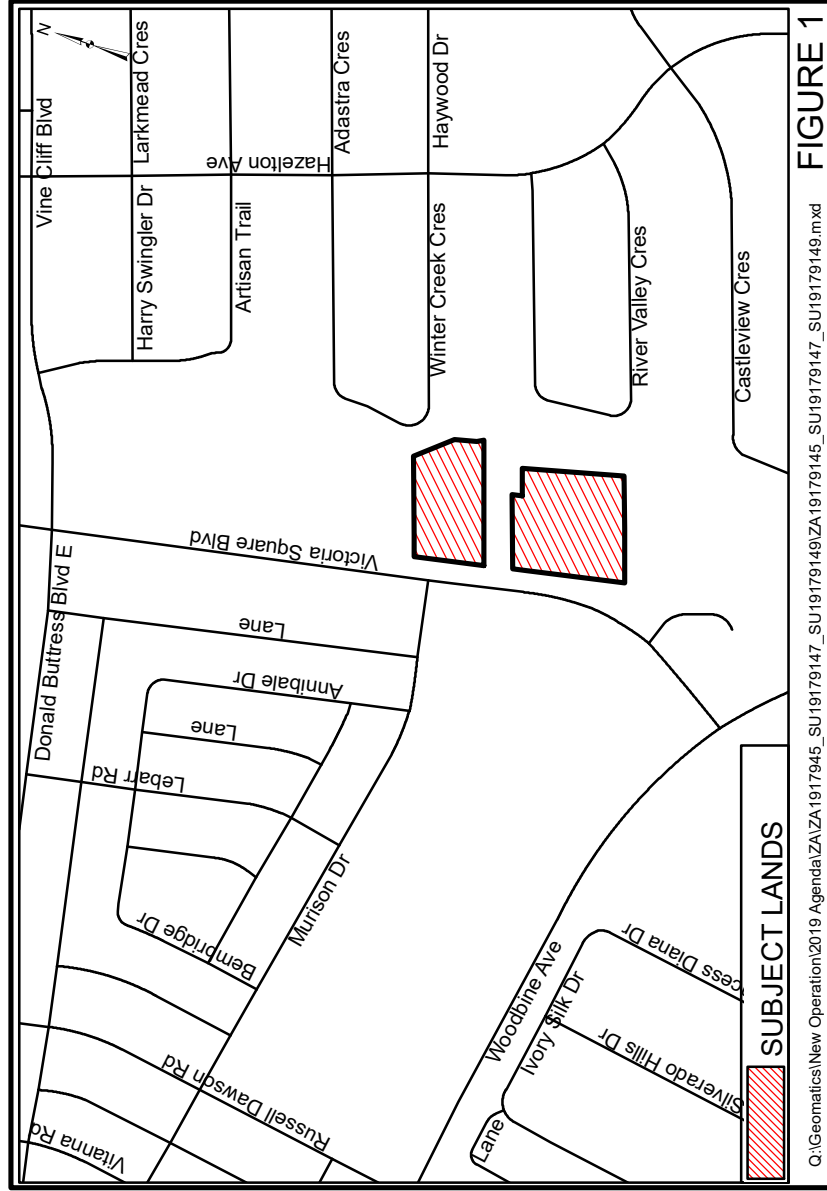 N
Vine Cliff Blvd
Larkmead Cres
Harry Swingler Dr
Hazelton Ave
Adastra Cres
Artisan Trail
Haywood Dr
Winter Creek Cres
River Valley Cres
Castleview Cres
Victoria Square Blvd
Donald Buttress Blvd E
Lane
Annibale Dr
Lane
Lebarr Rd
Murison Dr
Bembridge Dr
Russell Dawson Rd
Vitanna Rd
Woodbine Ave
Ivory Silk Dr
cess Diana Dr
Silverado Hills Dr
Lane
SUBJECT LANDS
FIGURE 1
Q:\Geomatics\New Operation\2019 Agenda\ZA\ZA1917945_SU19179147_SU19179149\ZA19179145_SU19179147_SU19179149.mxd